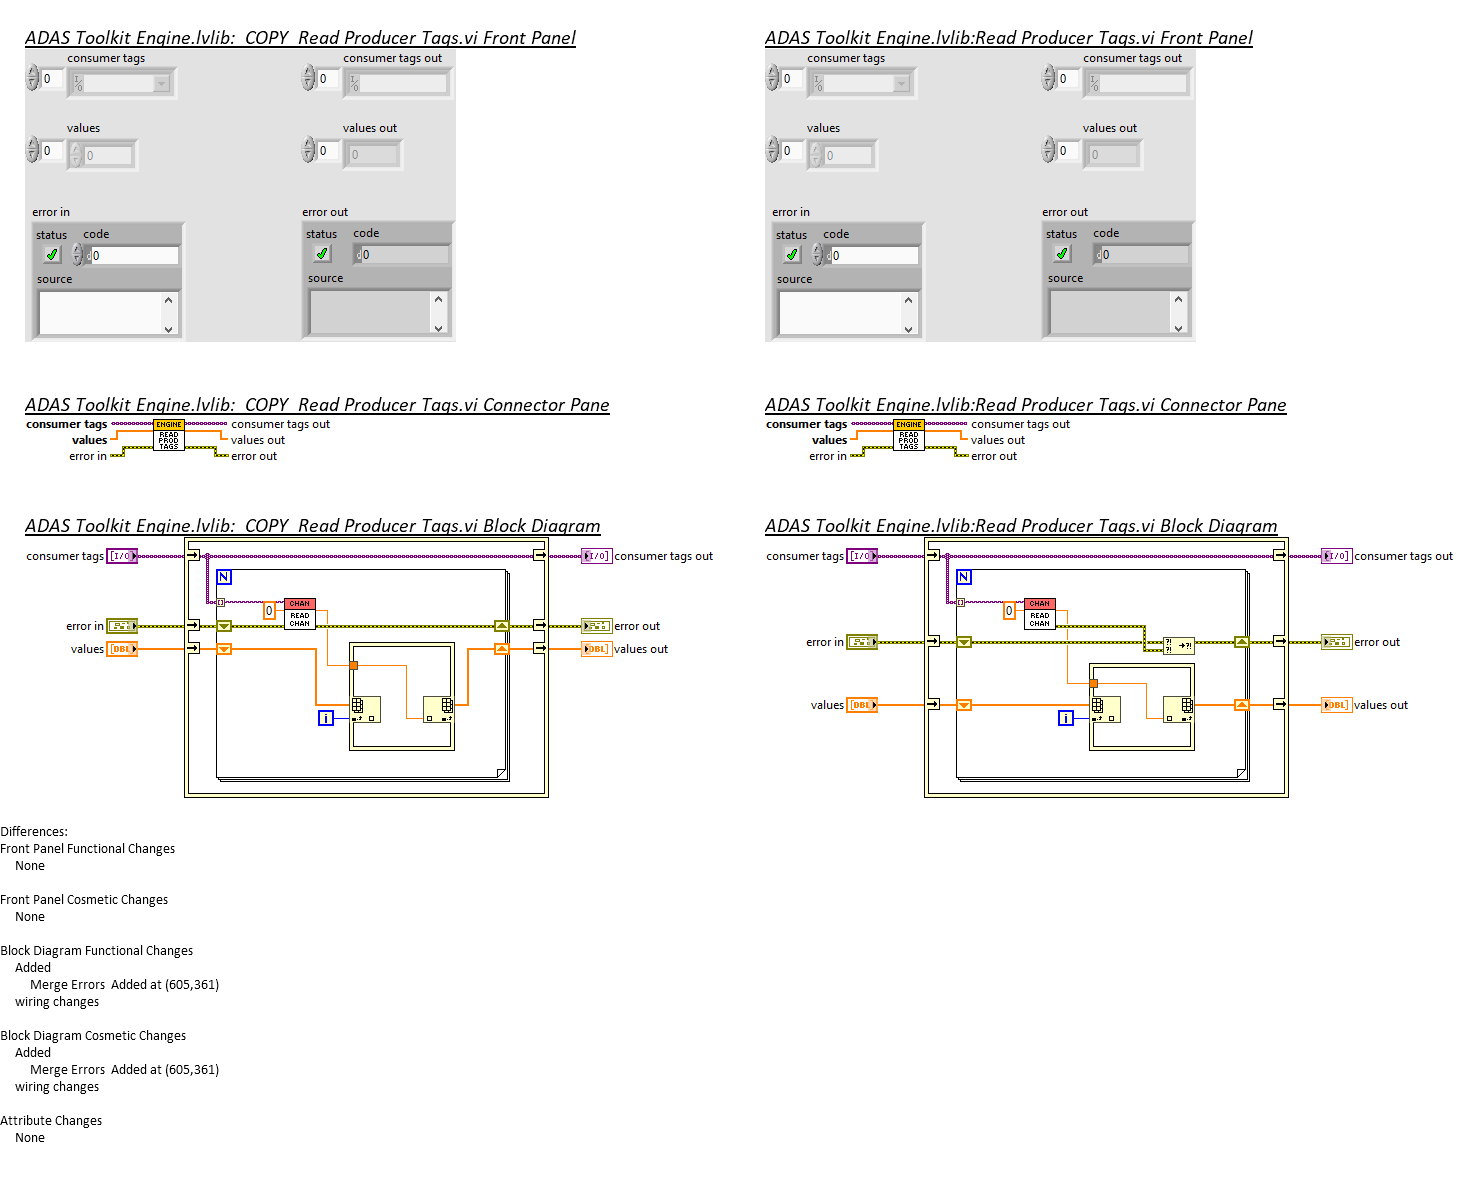 ADAS Toolkit Engine.lvlib:  COPY  Read Producer Tags.vi Front Panel
consumer tags
consumer tags out
0
I/O
0
I/O
values
values out
0
0
0
0
error in
error out
status
code
status
code
d0
d0
source
source
ADAS Toolkit Engine.lvlib:Read Producer Tags.vi Front Panel
consumer tags
consumer tags out
0
I/O
0
I/O
values
values out
0
0
0
0
error in
error out
status
code
status
code
d0
d0
source
source
ADAS Toolkit Engine.lvlib:  COPY  Read Producer Tags.vi Connector Pane
consumer tags
ENGINE
consumer tags out
values
READ
PROD
TAGS
values out
error in
error out
ADAS Toolkit Engine.lvlib:Read Producer Tags.vi Connector Pane
consumer tags
ENGINE
consumer tags out
values
READ
PROD
TAGS
values out
error in
error out
ADAS Toolkit Engine.lvlib:  COPY  Read Producer Tags.vi Block Diagram
consumer tags
[I/O]
[I/O]
consumer tags out
N
0
CHAN
READ
CHAN
error in
error out
values
[DBL]
[DBL]
values out
i
ADAS Toolkit Engine.lvlib:Read Producer Tags.vi Block Diagram
consumer tags
[I/O]
[I/O]
consumer tags out
N
0
CHAN
READ
CHAN
error in
?!
?!
→?!
error out
values
[DBL]
[DBL]
values out
i
Differences:
Front Panel Functional Changes
None
Front Panel Cosmetic Changes
None
Block Diagram Functional Changes
Added
Merge Errors  Added at (605,361)
wiring changes
Block Diagram Cosmetic Changes
Added
Merge Errors  Added at (605,361)
wiring changes
Attribute Changes
None